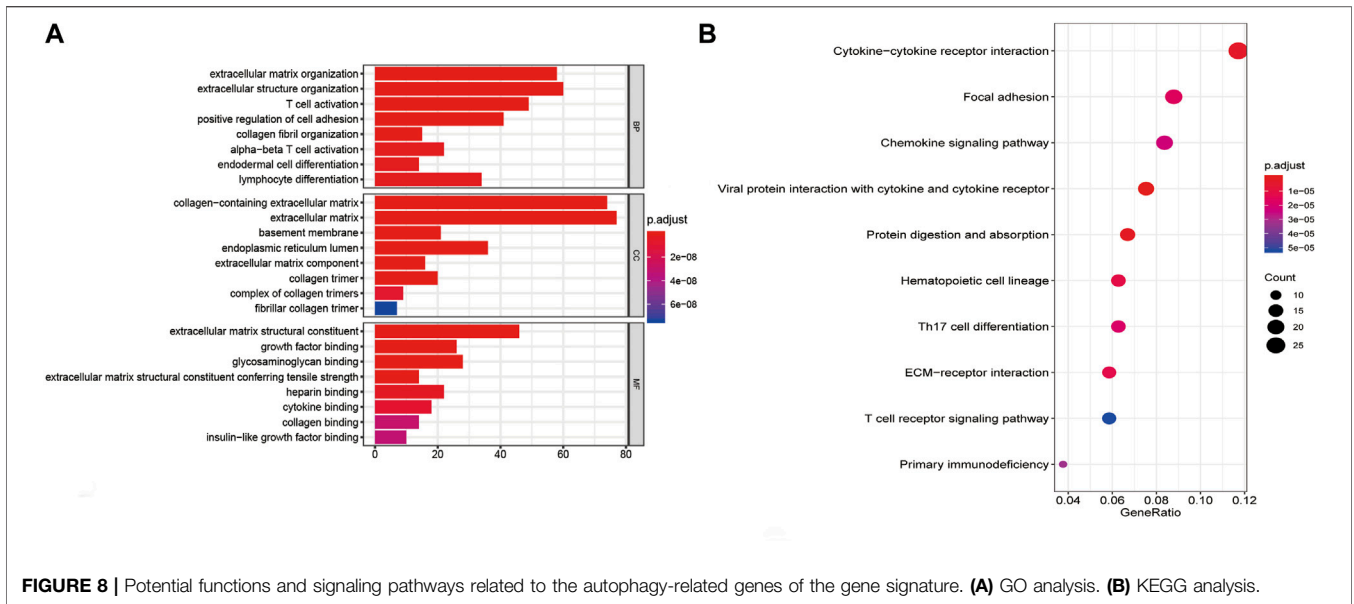 A
extracellular matrix organization
extracellular structure organization
T cell activation
positive regulation of cell adhesion
collagen fibril organization
alpha−beta T cell activation
endodermal cell differentiation
lymphocyte differentiation
BP
collagen−containing extracellular matrix
extracellular matrix
basement membrane
endoplasmic reticulum lumen
extracellular matrix component
collagen trimer
complex of collagen trimers
fibrillar collagen trimer
CC
extracellular matrix structural constituent
growth factor binding
glycosaminoglycan binding
extracellular matrix structural constituent conferring tensile strength
heparin binding
cytokine binding
collagen binding
insulin−like growth factor binding
MF
0 20 40 60 80
p.adjust
2e−08
4e−08
6e−08
B
Cytokine−cytokine receptor interaction
Focal adhesion
Chemokine signaling pathway
Viral protein interaction with cytokine and cytokine receptor
Protein digestion and absorption
Hematopoietic cell lineage
Th17 cell differentiation
ECM−receptor interaction
T cell receptor signaling pathway
Primary immunodeficiency
0.04 0.06 0.08 0.10 0.12
GeneRatio
p.adjust
1e−05
2e−05
3e−05
4e−05
5e−05
Count
10
15
20
25
FIGURE 8 | Potential functions and signaling pathways related to the autophagy-related genes of the gene signature. (A) GO analysis. (B) KEGG analysis.